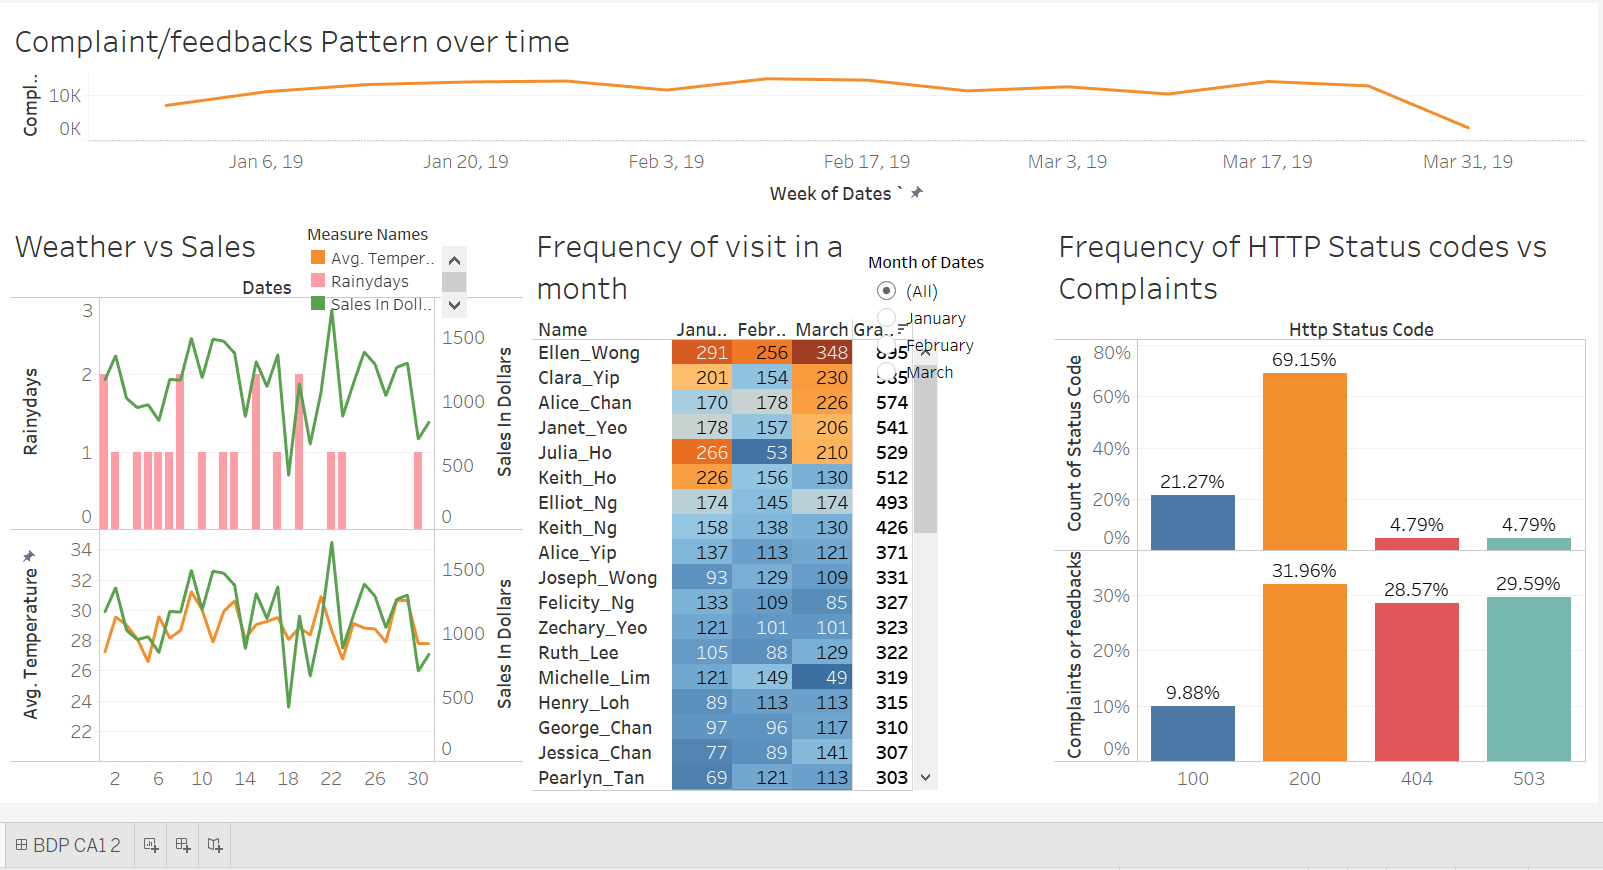 Complaint/feedbacks Pattern over time
Compl..
10K
0K
Jan 6, 19 Jan 20, 19 Feb 3, 19 Feb 17, 19 Mar 3, 19 Mar 17, 19 Mar 31, 19
Week of Dates `
Weather vs Sales
Measure Names
Avg. Temper..
Rainydays
Sales In Doll..
Dates
Rainydays
3
2
1
0
1500
1000
500
0
Sales In Dollars
Avg. Temperature
34
32
30
28
26
24
22
1500
1000
500
0
Sales In Dollars
2 6 10 14 18 22 26 30
Frequency of visit in a
month
Month of Dates
(All)
January
February
March
Name Janu.. Febr.. March Gra..
Ellen_Wong 291 256 348 895
Clara_Yip 201 154 230 585
Alice_Chan 170 178 226 574
Janet_Yeo 178 157 206 541
Julia_Ho 266 53 210 529
Keith_Ho 226 156 130 512
Elliot_Ng 174 145 174 493
Keith_Ng 158 138 130 426
Alice_Yip 137 113 121 371
Joseph_Wong 93 129 109 331
Felicity_Ng 133 109 85 327
Zechary_Yeo 121 101 101 323
Ruth_Lee 105 88 129 322
Michelle_Lim 121 149 49 319
Henry_Loh 89 113 113 315
George_Chan 97 96 117 310
Jessica_Chan 77 89 141 307
Pearlyn_Tan 69 121 113 303
Frequency of HTTP Status codes vs
Complaints
Http Status Code
Count of Status Code
80%
60%
40%
20%
0%
21.27% 69.15% 4.79% 4.79%
Complaints or feedbacks
30%
20%
10%
0%
9.88% 31.96% 28.57% 29.59%
100 200 404 503
BDP CA1 2